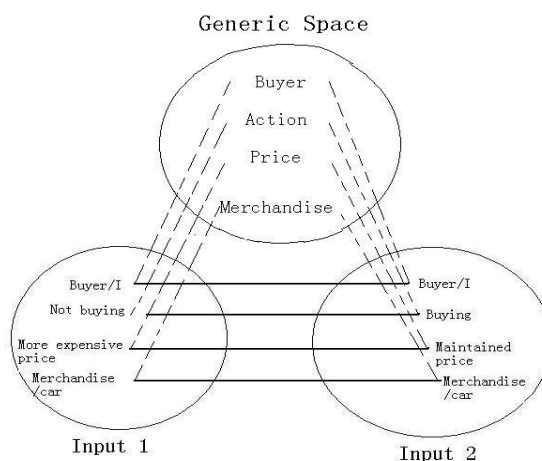 Generic Space
Buyer
Action
Price
Merchandise
Buyer/I
Not buying
More expensive
price
Merchandise
/car
Input 1
Buyer/I
Buying
Maintained
price
Merchandise
/car
Input 2